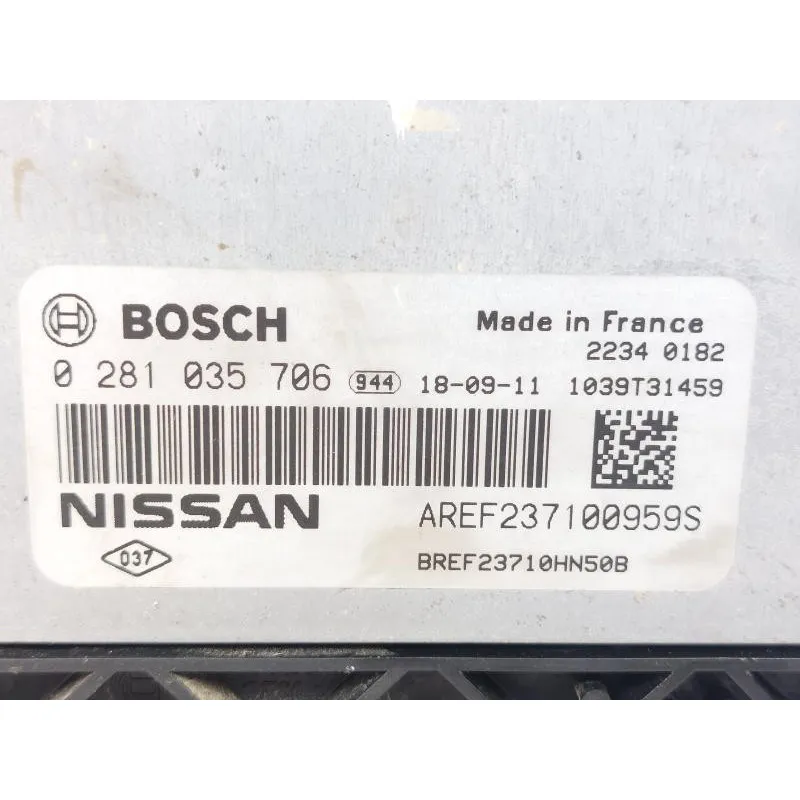 BOSCH
Made in France
2234 0182
0 281 035 706 944 18-09-11 1039T31459
NISSAN AREF237100959S
037 BREF23710HN50B